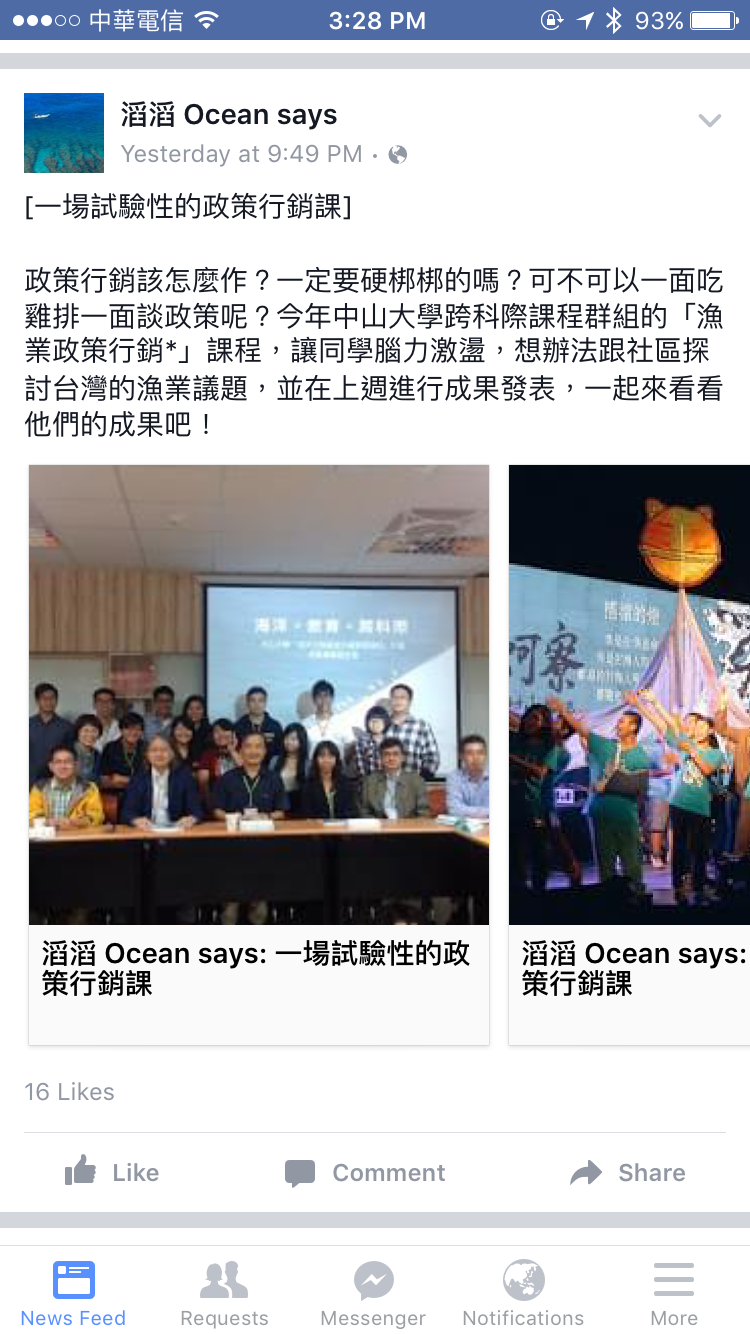 中華電信
3:28 PM
93%
滔滔 Ocean says
Yesterday at 9:49 PM
[一場試驗性的政策行銷課]
政策行銷該怎麼作？一定要硬梆梆的嗎？可不可以一面吃
雞排一面談政策呢？今年中山大學跨科際課程群組的「漁
業政策行銷*」課程，讓同學腦力激盪，想辦法跟社區探
討台灣的漁業議題，並在上週進行成果發表，一起來看看
他們的成果吧！
海洋・教育・跨科際
滔滔 Ocean says: 一場試驗性的政
策行銷課
滔滔 Ocean says:
策行銷課
16 Likes
Like
Comment
Share
News Feed
Requests
Messenger
Notifications
More